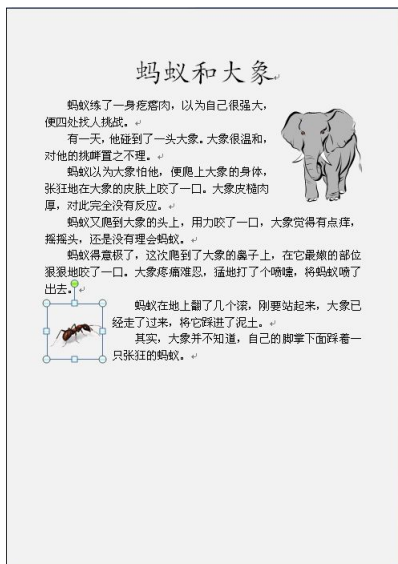 蚂蚁和大象
蚂蚁练了一身疙瘩肉，以为自己很强大，
便四处找人挑战。
有一天，他碰到了一头大象。大象很温和，
对他的挑衅置之不理。
蚂蚁以为大象怕他，便爬上大象的身体，
张狂地在大象的皮肤上咬了一口。大象皮糙肉
厚，对此完全没有反应。
蚂蚁又爬到大象的头上，用力咬了一口，大象觉得有点痒，
摇摇头，还是没有理会蚂蚁。
蚂蚁得意极了，这次爬到了大象的鼻子上，在它最嫩的部位
狠狠地咬了一口。大象疼痛难忍，猛地打了个喷嚏，将蚂蚁喷了
出去。
蚂蚁在地上翻了几个滚，刚要站起来，大象已
经走了过来，将它踩进了泥土。
其实，大象并不知道，自己的脚掌下面踩着一
只张狂的蚂蚁。